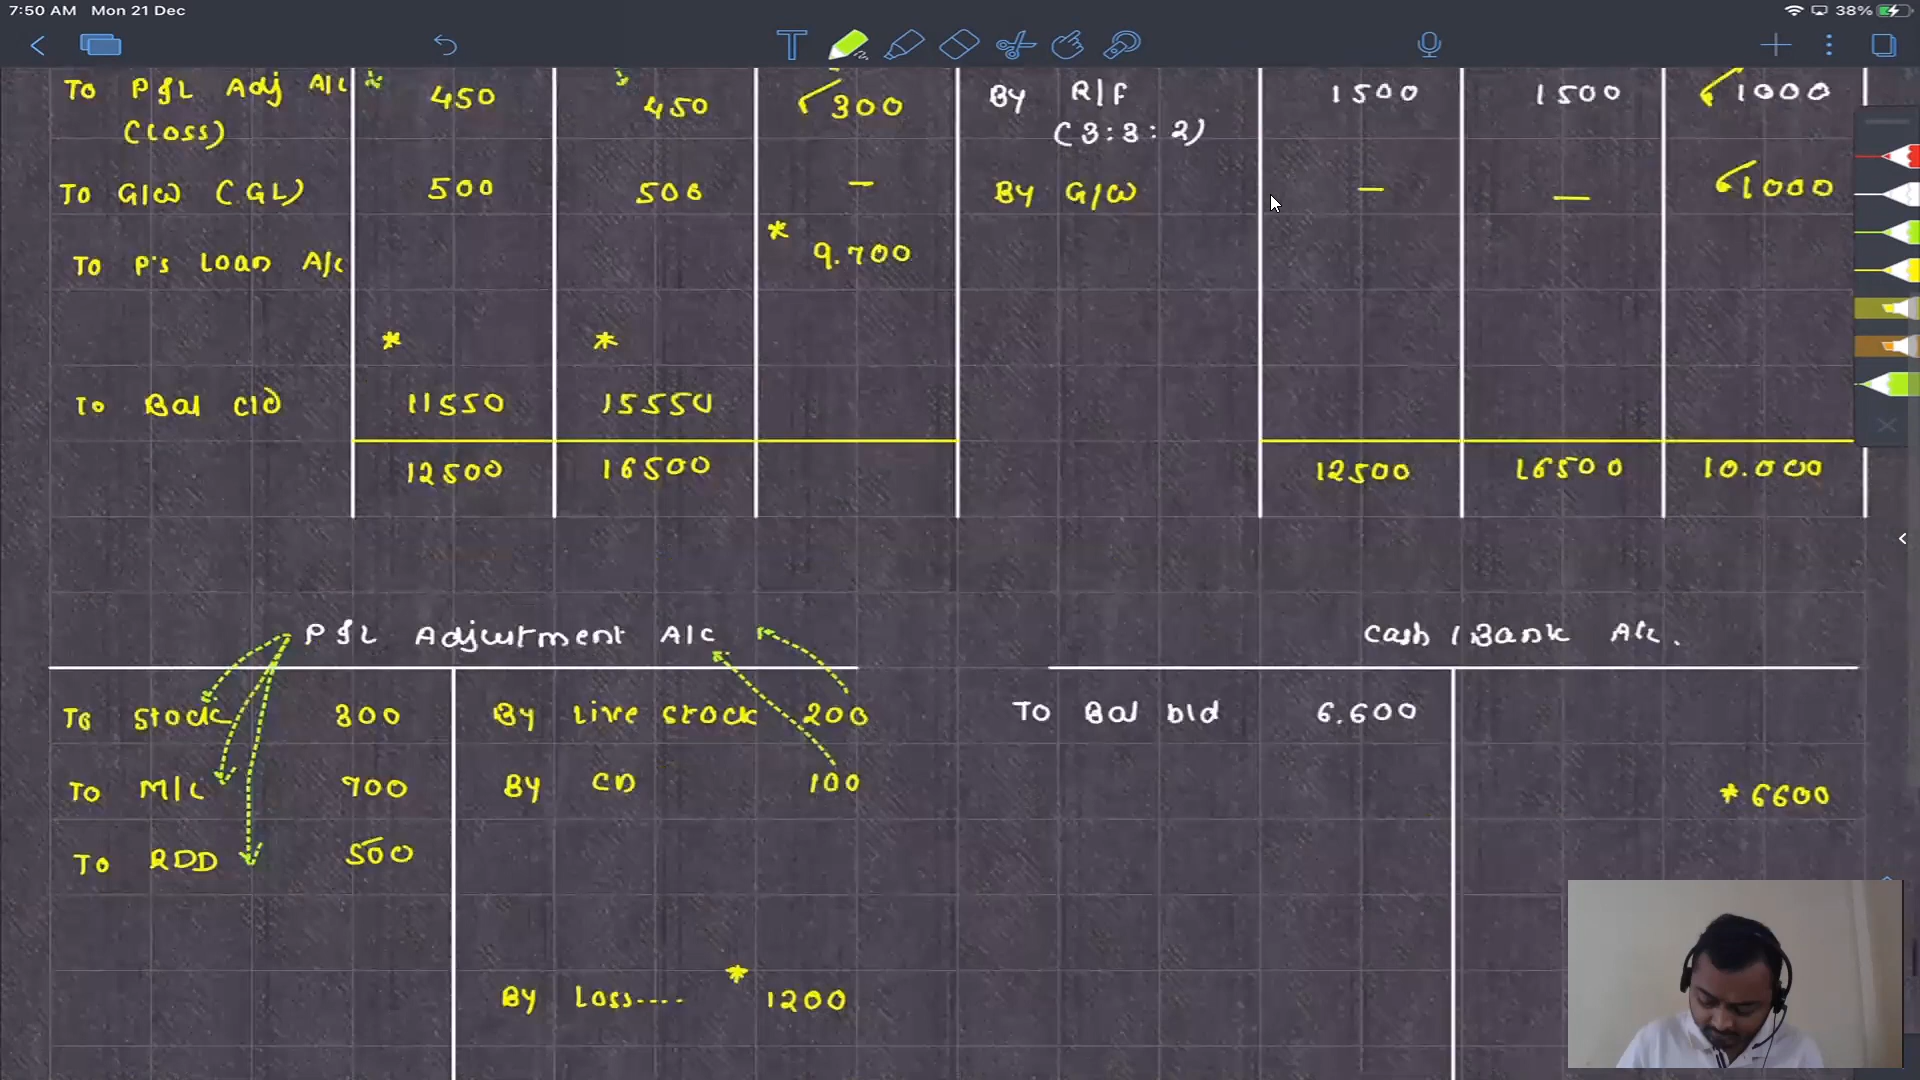 7:50 AM Mon 21 Dec
38%
To P&L Adj A/c 450 450 300 By R/F 1500 1500 1000
(Loss) (3:3:2)
To G/W (GL) 500 500 — By G/W — — 1000
To P's Loan A/c * 9.700
* *
To Bal c/d 11550 15550
12500 16500 12500 16500 10.000
P&L Adjustment A/c Cash / Bank A/c.
To Stock 300 By Live stock 200 To Bal b/d 6.600
To M/c 700 By CD 100 * 6600
To RDD 500
By Loss.... * 1200